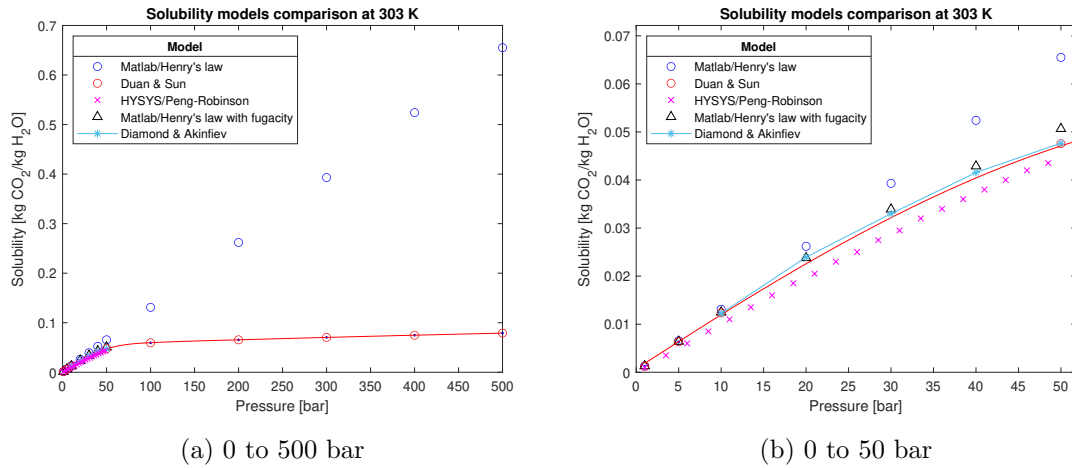 Solubility models comparison at 303 K
0.7
0.6
0.5
0.4
0.3
0.2
0.1
0
Solubility [kg CO2/kg H2O]
Model
Matlab/Henry's law
Duan & Sun
HYSYS/Peng-Robinson
Matlab/Henry's law with fugacity
Diamond & Akinfiev
0 50 100 150 200 250 300 350 400 450 500
Pressure [bar]
(a) 0 to 500 bar
Solubility models comparison at 303 K
0.07
0.06
0.05
0.04
0.03
0.02
0.01
0
Solubility [kg CO2/kg H2O]
Model
Matlab/Henry's law
Duan & Sun
HYSYS/Peng-Robinson
Matlab/Henry's law with fugacity
Diamond & Akinfiev
0 5 10 15 20 25 30 35 40 45 50
Pressure [bar]
(b) 0 to 50 bar